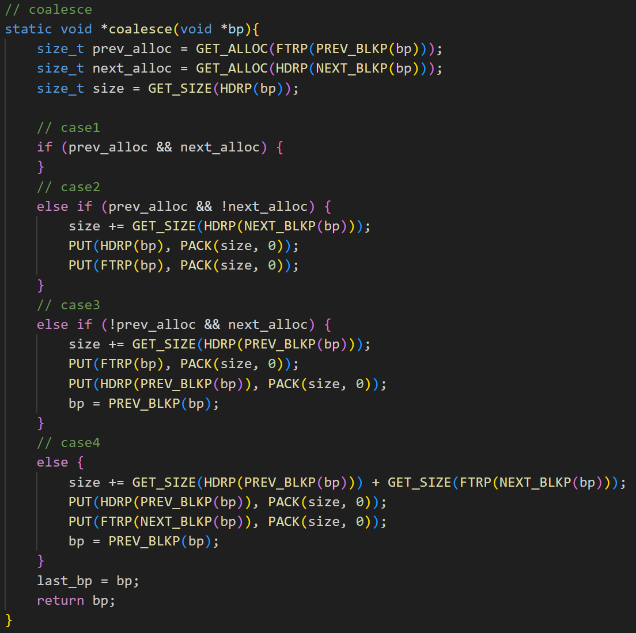 // coalesce
static void *coalesce(void *bp){
    size_t prev_alloc = GET_ALLOC(FTRP(PREV_BLKP(bp)));
    size_t next_alloc = GET_ALLOC(HDRP(NEXT_BLKP(bp)));
    size_t size = GET_SIZE(HDRP(bp));

    // case1
    if (prev_alloc && next_alloc) {
    }
    // case2
    else if (prev_alloc && !next_alloc) {
        size += GET_SIZE(HDRP(NEXT_BLKP(bp)));
        PUT(HDRP(bp), PACK(size, 0));
        PUT(FTRP(bp), PACK(size, 0));
    }
    // case3
    else if (!prev_alloc && next_alloc) {
        size += GET_SIZE(HDRP(PREV_BLKP(bp)));
        PUT(FTRP(bp), PACK(size, 0));
        PUT(HDRP(PREV_BLKP(bp)), PACK(size, 0));
        bp = PREV_BLKP(bp);
    }
    // case4
    else {
        size += GET_SIZE(HDRP(PREV_BLKP(bp))) + GET_SIZE(FTRP(NEXT_BLKP(bp)));
        PUT(HDRP(PREV_BLKP(bp)), PACK(size, 0));
        PUT(FTRP(NEXT_BLKP(bp)), PACK(size, 0));
        bp = PREV_BLKP(bp);
    }
    last_bp = bp;
    return bp;
}